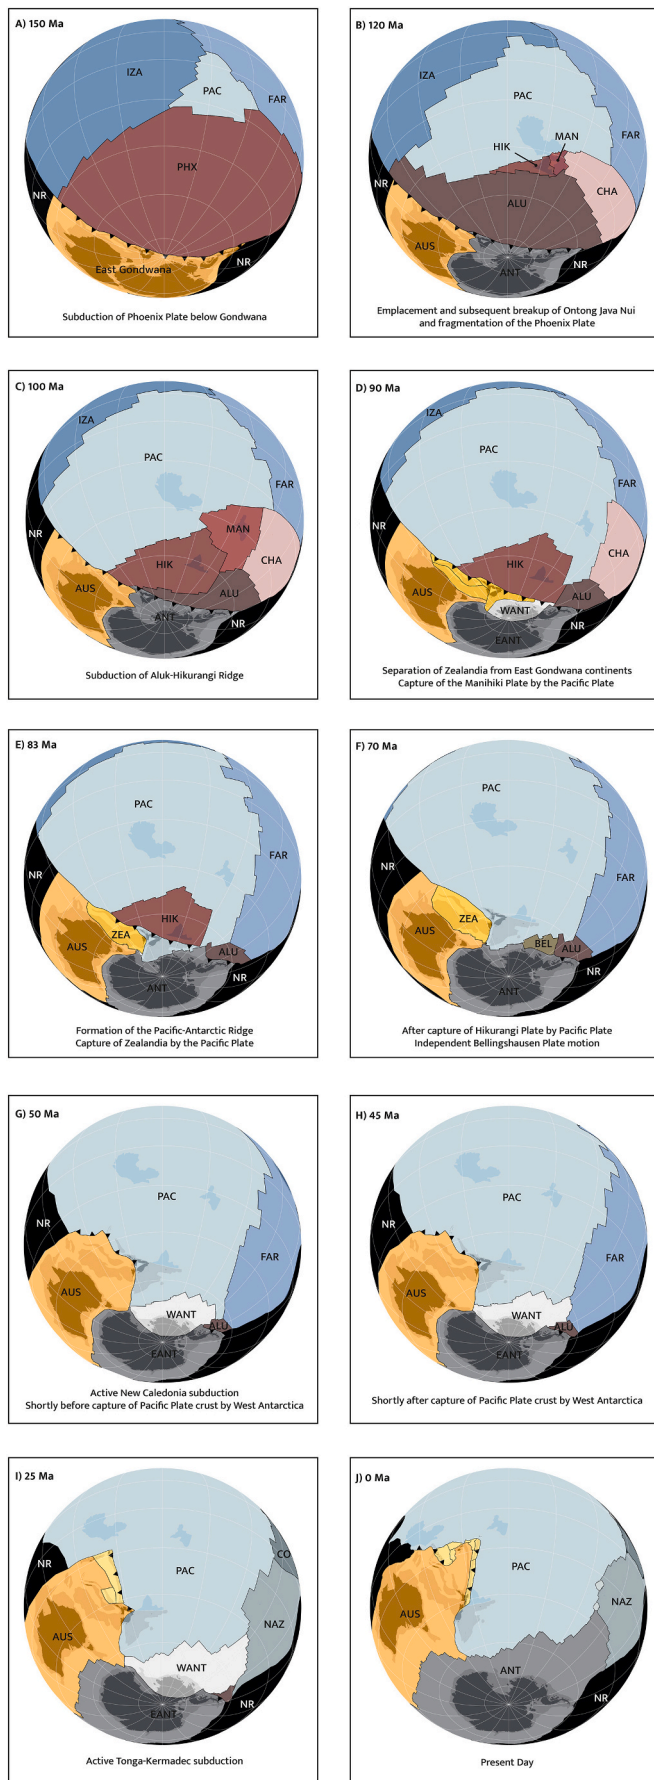 A) 150 Ma
IZA
PAC
FAR
PHX
NR
East Gondwana
NR
Subduction of Phoenix Plate below Gondwana
B) 120 Ma
IZA
PAC
FAR
MAN
HIK
NR
CHA
ALU
AUS
ANT
NR
Emplacement and subsequent breakup of Ontong Java Nui
and fragmentation of the Phoenix Plate
C) 100 Ma
IZA
PAC
FAR
NR
MAN
HIK
CHA
AUS
ALU
ANT
NR
Subduction of Aluk-Hikurangi Ridge
D) 90 Ma
IZA
PAC
FAR
NR
CHA
HIK
AUS
ALU
WANT
NR
EANT
Separation of Zealandia from East Gondwana continents
Capture of the Manihiki Plate by the Pacific Plate
E) 83 Ma
PAC
FAR
NR
HIK
ZEA
AUS
ALU
NR
ANT
Formation of the Pacific-Antarctic Ridge
Capture of Zealandia by the Pacific Plate
F) 70 Ma
PAC
FAR
NR
ZEA
AUS
BEL
ALU
NR
ANT
After capture of Hikurangi Plate by Pacific Plate
Independent Bellingshausen Plate motion
G) 50 Ma
PAC
NR
FAR
AUS
WANT
ALU
EANT
Active New Caledonia subduction
Shortly before capture of Pacific Plate crust by West Antarctica
H) 45 Ma
PAC
NR
FAR
AUS
WANT
ALU
EANT
Shortly after capture of Pacific Plate crust by West Antarctica
I) 25 Ma
CO
NR
PAC
NAZ
AUS
WANT
NR
EANT
Active Tonga-Kermadec subduction
J) 0 Ma
PAC
NAZ
AUS
ANT
NR
Present Day